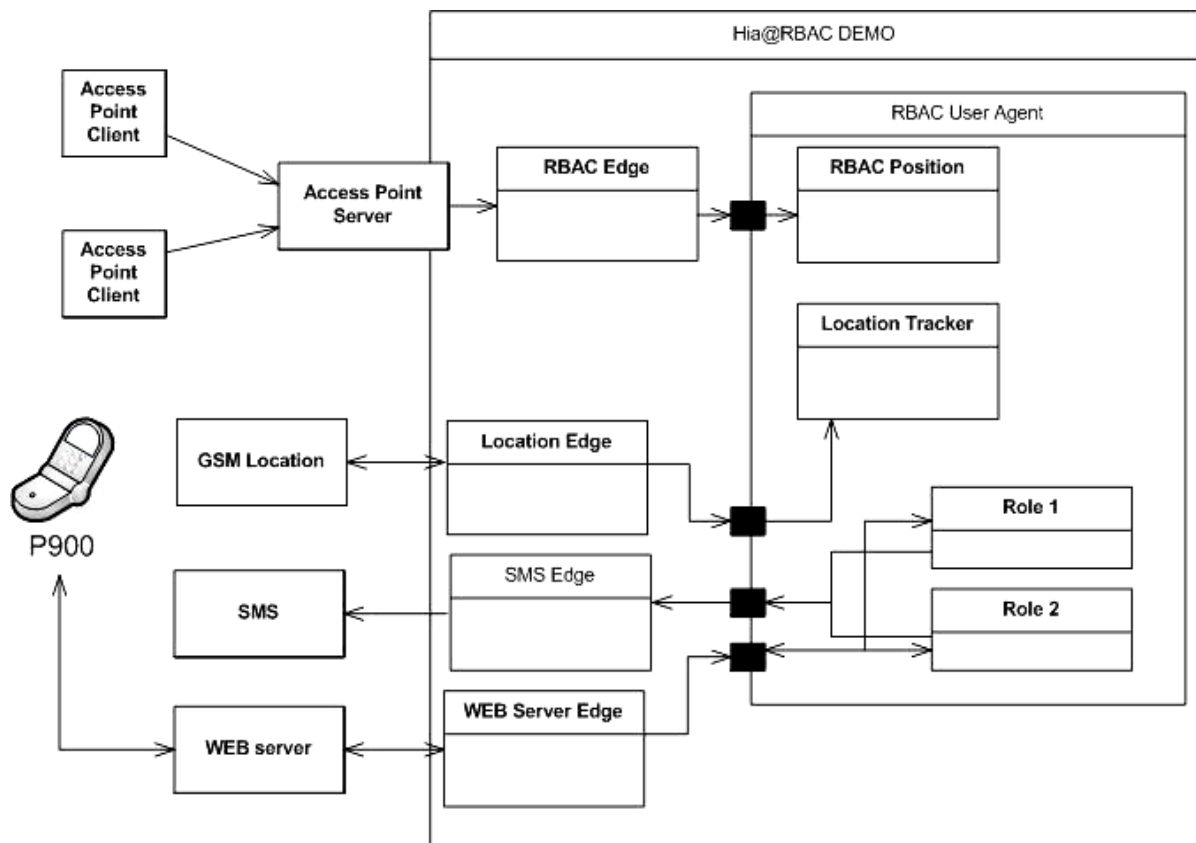 Hia@RBAC DEMO
Access
Point
Client
RBAC User Agent
Access Point
Server
RBAC Edge
RBAC Position
Access
Point
Client
Location Tracker
GSM Location
Location Edge
P900
Role 1
SMS
SMS Edge
Role 2
WEB server
WEB Server Edge